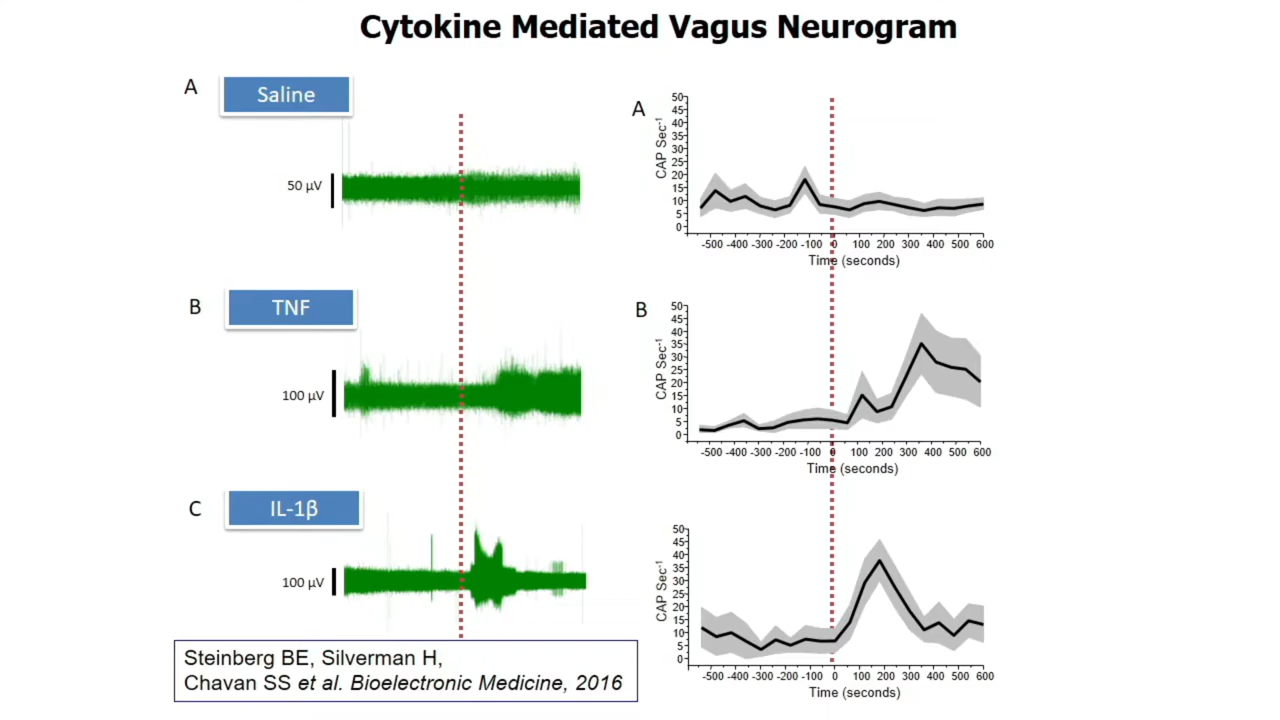 Cytokine Mediated Vagus Neurogram
A
Saline
50 µV
B
TNF
100 µV
C
IL-1β
100 µV
Steinberg BE, Silverman H,
Chavan SS et al. Bioelectronic Medicine, 2016
A
CAP Sec⁻¹
50
45
40
35
30
25
20
15
10
5
0
-500 -400 -300 -200 -100 0 100 200 300 400 500 600
Time (seconds)
B
CAP Sec⁻¹
50
45
40
35
30
25
20
15
10
5
0
-500 -400 -300 -200 -100 0 100 200 300 400 500 600
Time (seconds)
CAP Sec⁻¹
50
45
40
35
30
25
20
15
10
5
0
-500 -400 -300 -200 -100 0 100 200 300 400 500 600
Time (seconds)